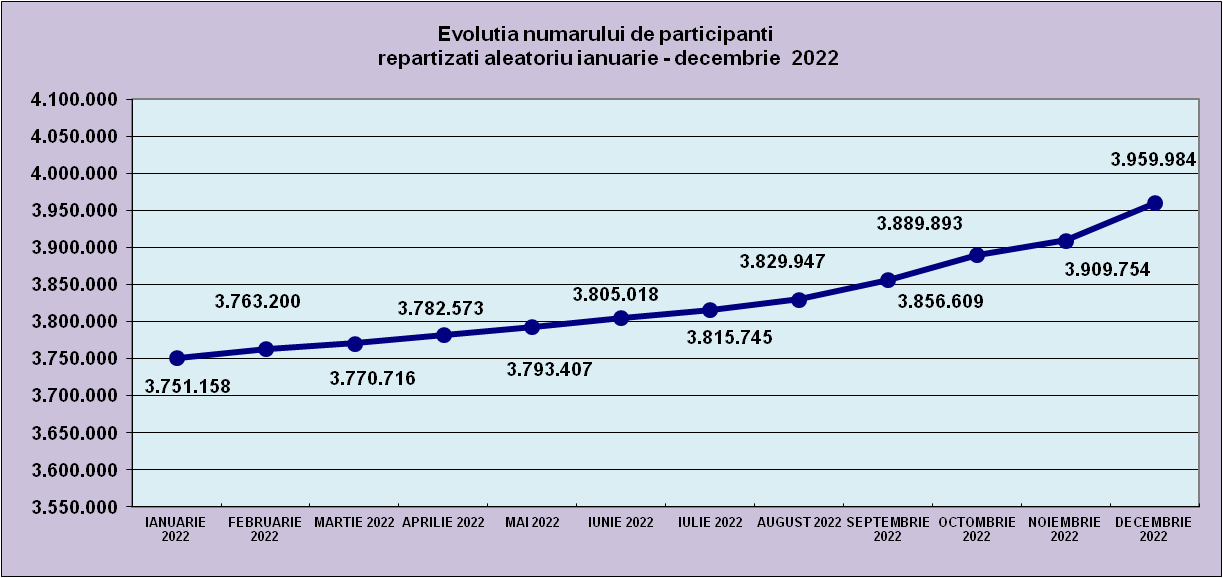 Evolutia numarului de participanti
repartizati aleatoriu ianuarie - decembrie 2022
4.100.000
4.050.000
4.000.000
3.950.000
3.900.000
3.850.000
3.800.000
3.750.000
3.700.000
3.650.000
3.600.000
3.550.000
3.751.158
3.763.200
3.770.716
3.782.573
3.793.407
3.805.018
3.815.745
3.829.947
3.856.609
3.889.893
3.909.754
3.959.984
IANUARIE
2022
FEBRUARIE
2022
MARTIE 2022
APRILIE 2022
MAI 2022
IUNIE 2022
IULIE 2022
AUGUST 2022
SEPTEMBRIE
2022
OCTOMBRIE
2022
NOIEMBRIE
2022
DECEMBRIE
2022